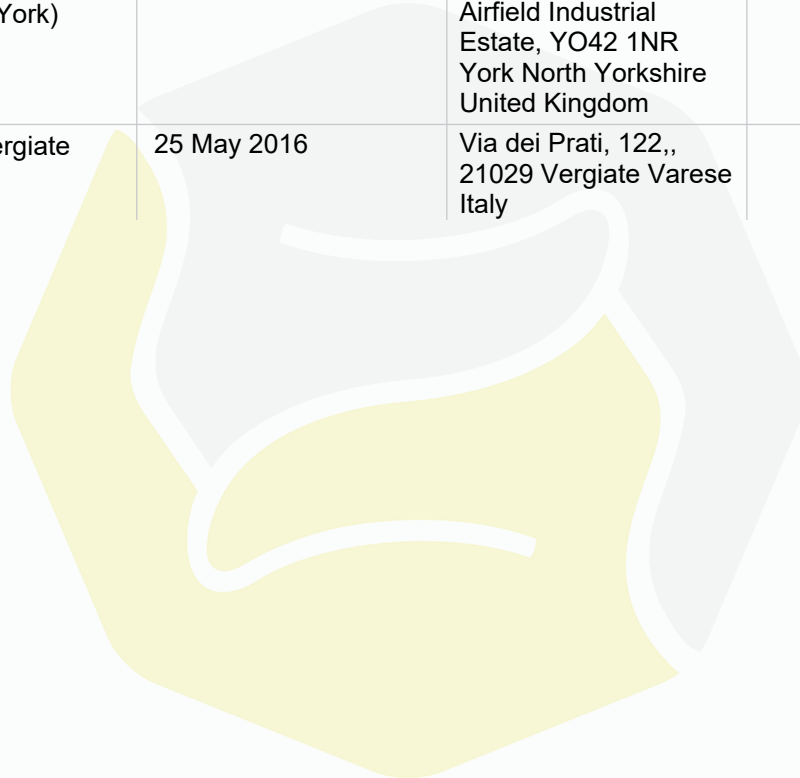 York)
Airfield Industrial
Estate, YO42 1NR
York North Yorkshire
United Kingdom
ergiate
25 May 2016
Via dei Prati, 122,,
21029 Vergiate Varese
Italy